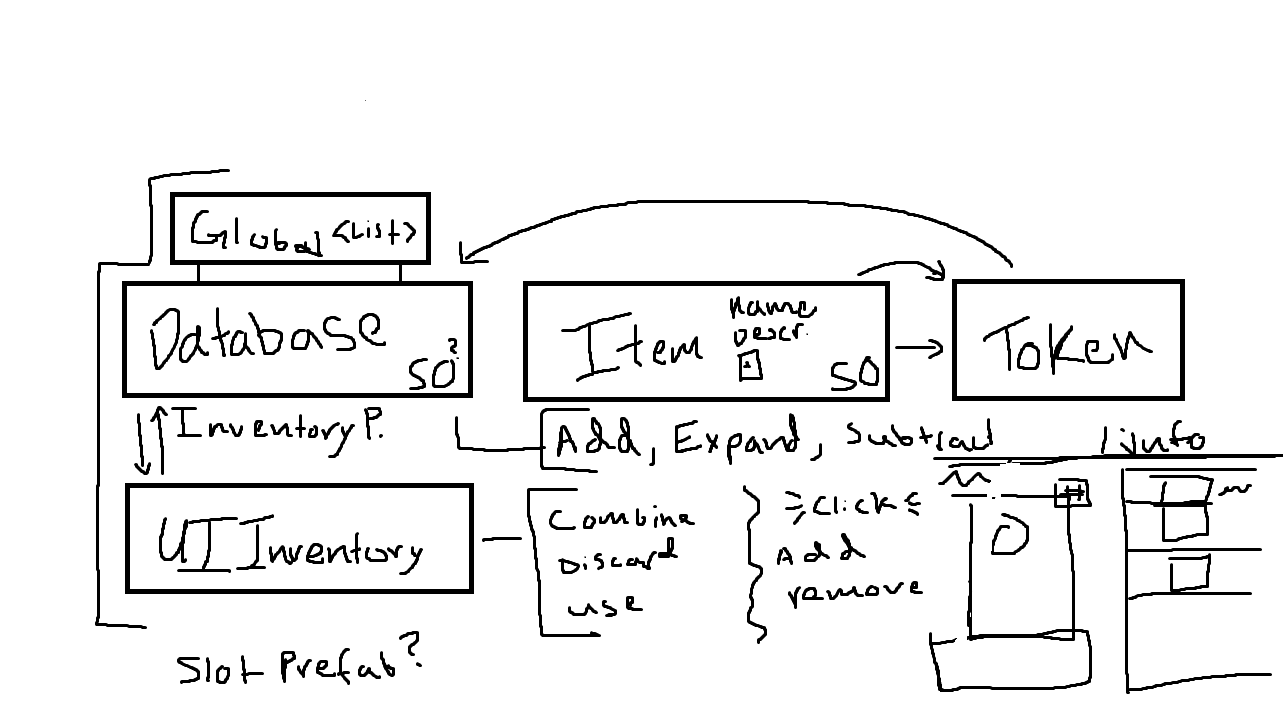 Global <List>
Database
SO?
Item
name
Descr.
SO
Token
Inventory P.
Add, Expand, Subtract
UI Inventory
Combine
Discard
use
Click
Add
remove
#
Slot Prefab?